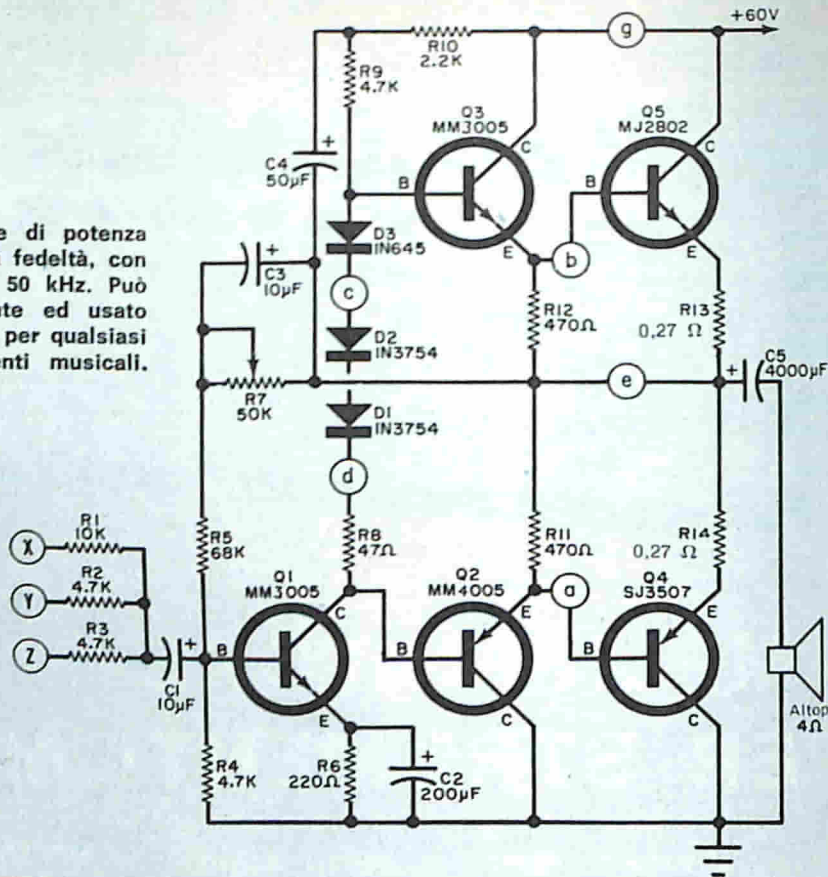 e di potenza
fedeltà, con
50 kHz. Può
te ed usato
per qualsiasi
enti musicali.
+60V
g
R10
2.2K
R9
4.7K
Q3
MM3005
Q5
MJ2802
C
C
C4
50µF
+
B
B
E
E
D3
IN645
b
C3
10µF
+
c
R12
470Ω
R13
0,27 Ω
D2
IN3754
C5
4000µF
+
e
R7
50K
D1
IN3754
d
R5
68K
R8
47Ω
R11
470Ω
R14
0,27 Ω
X
R1
10K
Y
R2
4.7K
Z
R3
4.7K
Q1
MM3005
Q2
MM4005
a
Q4
SJ3507
C
E
E
+
B
B
B
C1
10µF
E
C
C
Altop
4Ω
R4
4.7K
R6
220Ω
+
C2
200µF